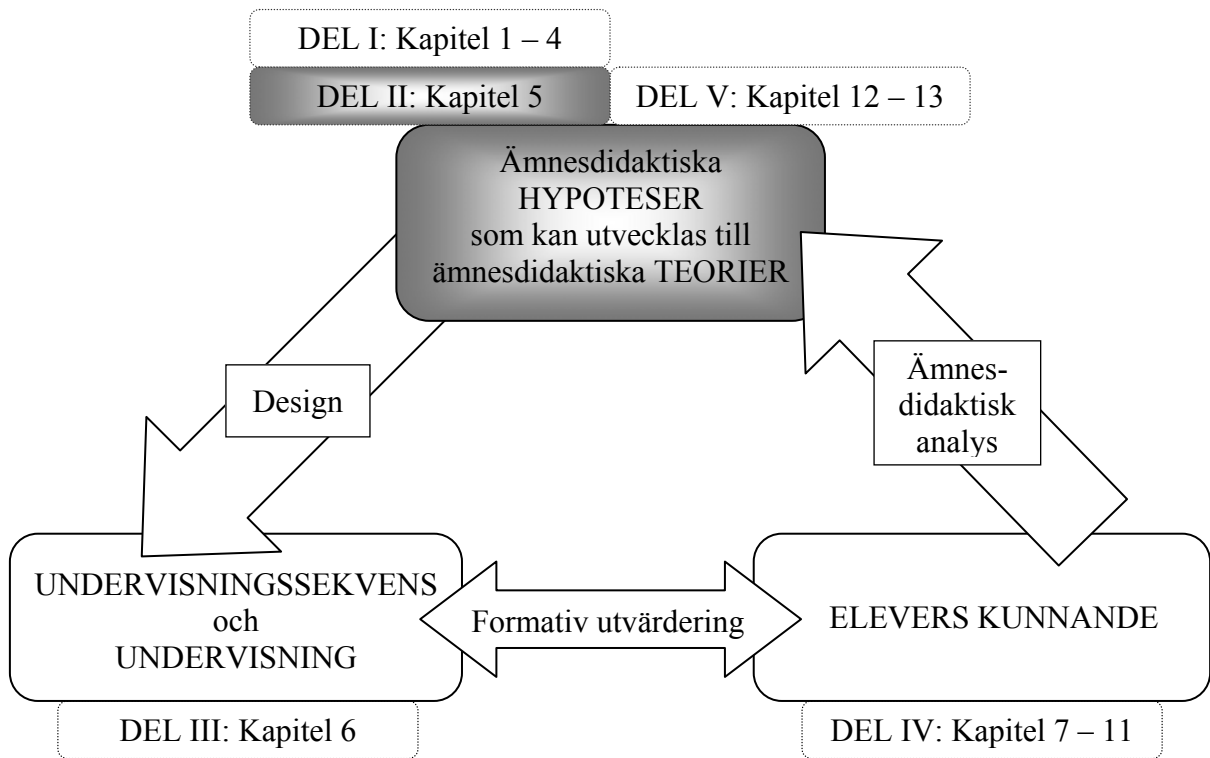 DEL I: Kapitel 1 – 4
DEL II: Kapitel 5
DEL V: Kapitel 12 – 13
Ämnesdidaktiska
HYPOTESER
som kan utvecklas till
ämnesdidaktiska TEORIER
Design
Ämnes-
didaktisk
analys
UNDERVISNINGSSEKVENS
och
UNDERVISNING
Formativ utvärdering
ELEVERS KUNNANDE
DEL III: Kapitel 6
DEL IV: Kapitel 7 – 11